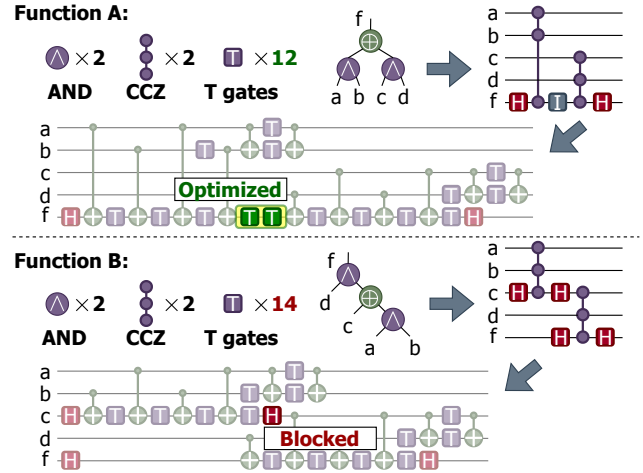 Function A:
∧ ×2 ×2 T ×12
AND CCZ T gates
f
⊕
∧ ∧
a b c d
a
b
c
d
f H I H
a T
b T T
c T
Optimized
d T
f H T T T T T T T T T T H
Function B:
∧ ×2 ×2 T ×14
AND CCZ T gates
f
∧
d ⊕
c ∧
a b
a
b
c H H
d
f H H
a T
b T T
c H T T T T H T
Blocked
d T T
f H T T T T H